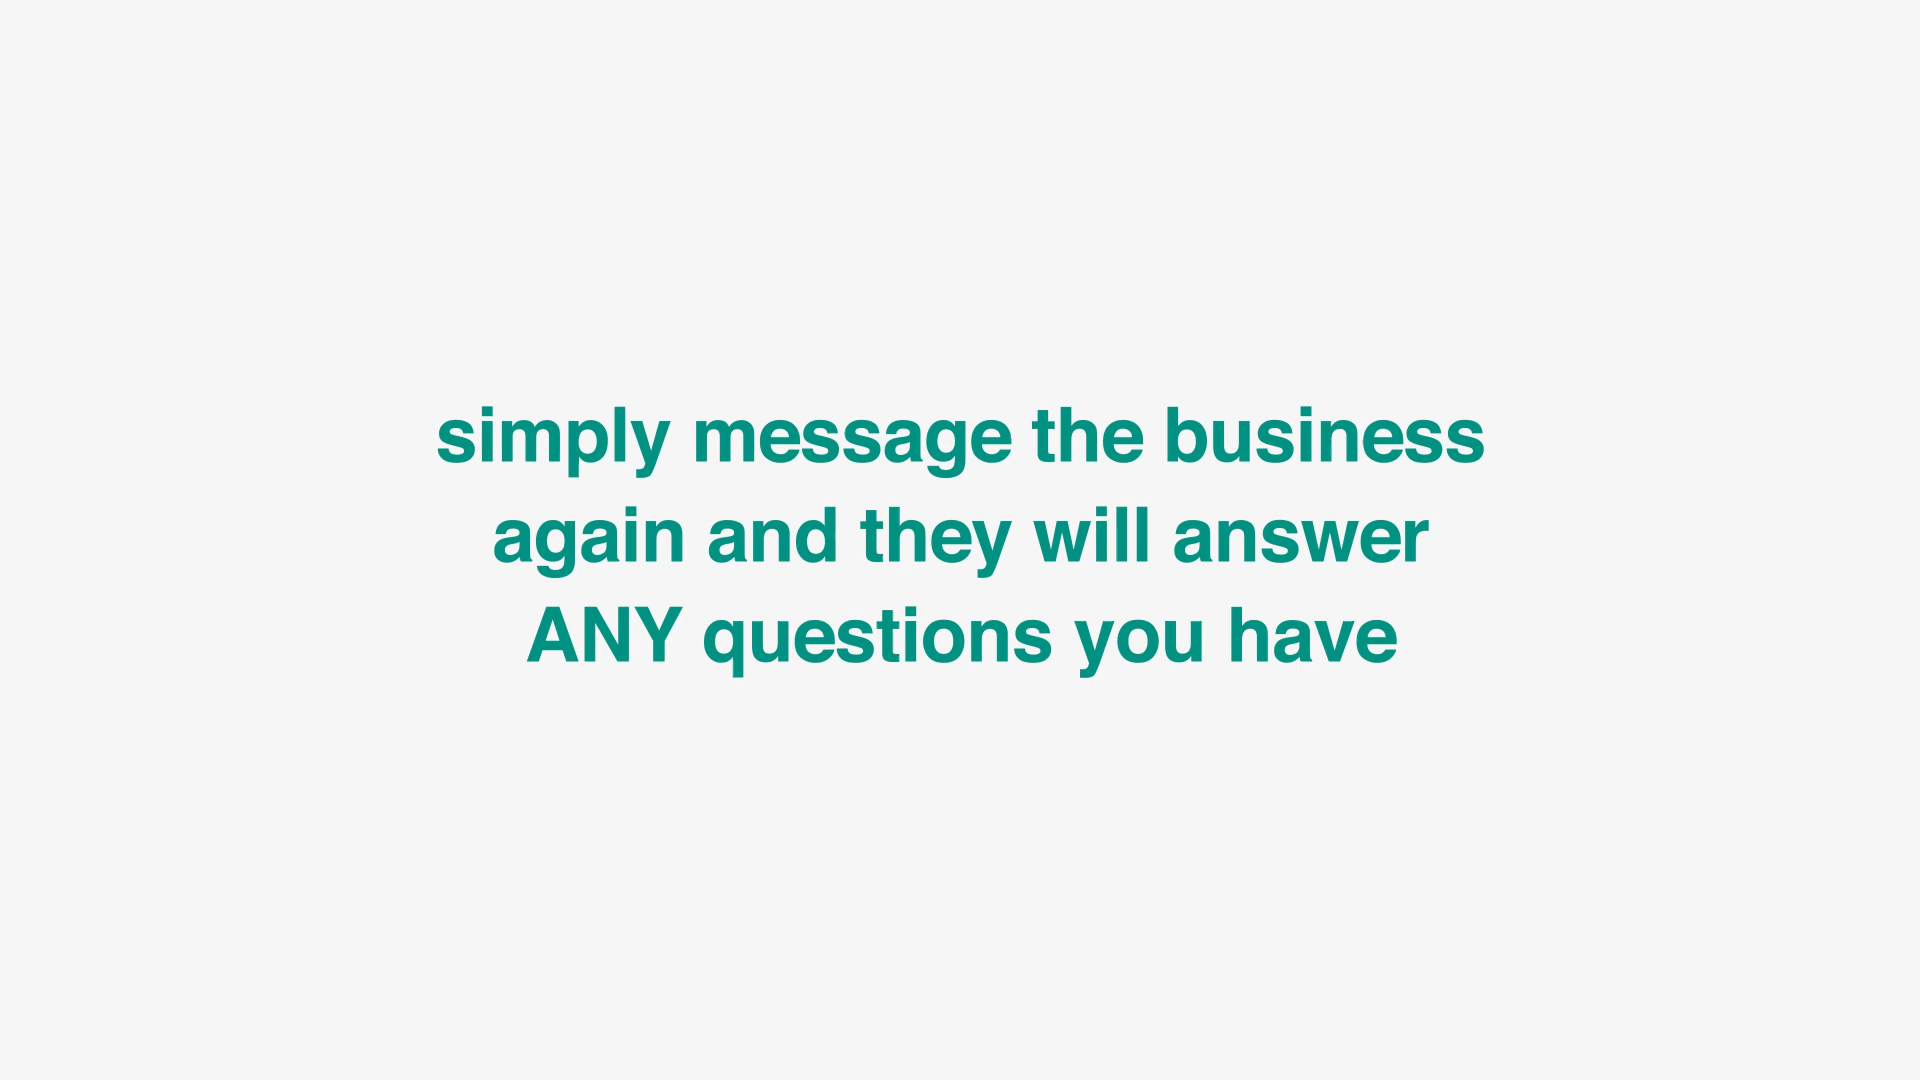 simply message the business
again and they will answer
ANY questions you have